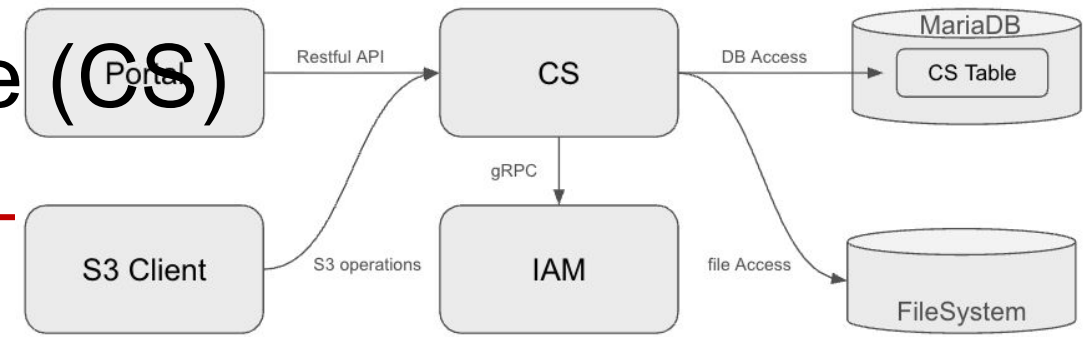 e (CS)
Portal
Restful API
CS
DB Access
MariaDB
CS Table
gRPC
S3 Client
S3 operations
IAM
file Access
FileSystem